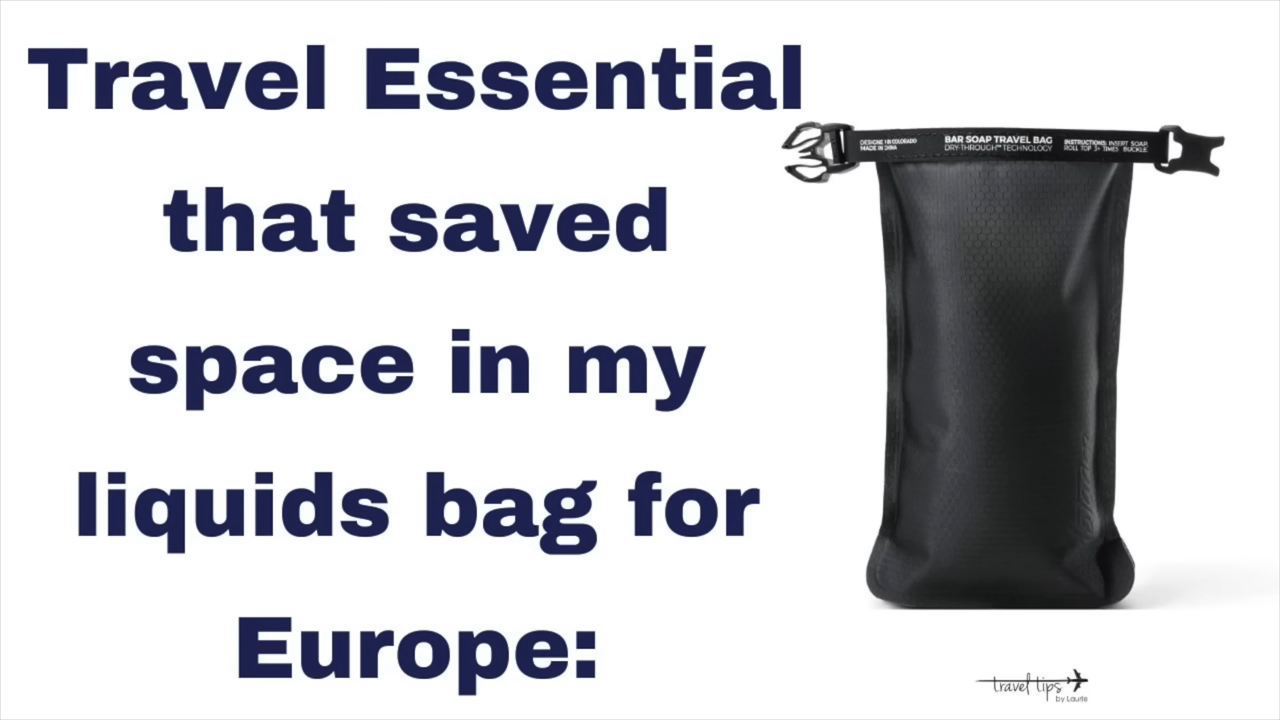 Travel Essential
that saved
space in my
liquids bag for
Europe:
DESIGNED IN COLORADO
MADE IN CHINA
BAR SOAP TRAVEL BAG
DRY-THROUGH™ TECHNOLOGY
INSTRUCTIONS: INSERT SOAP,
ROLL TOP 3+ TIMES BUCKLE
travel tips
by Laurie